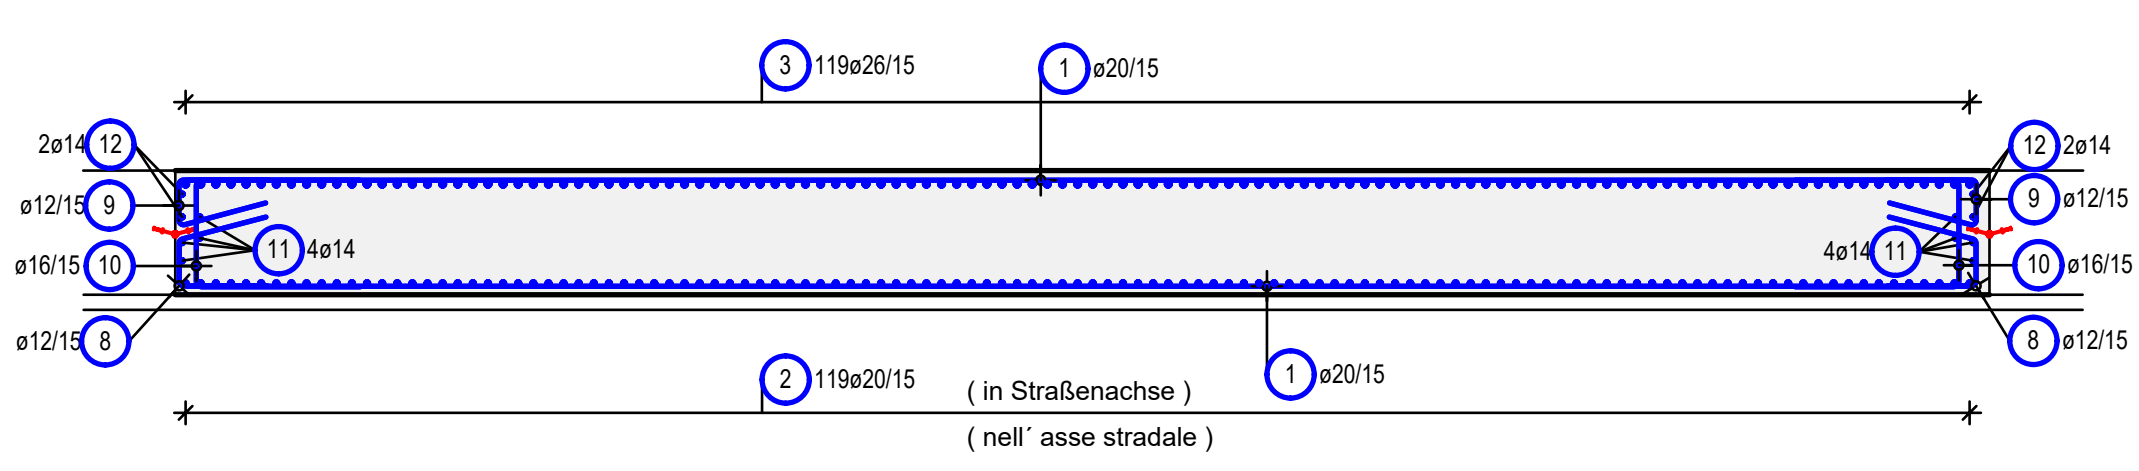 3 119ø26/15
1 ø20/15
2ø14 12
12 2ø14
ø12/15 9
9 ø12/15
11 4ø14
4ø14 11
ø16/15 10
10 ø16/15
ø12/15 8
8 ø12/15
2 119ø20/15
1 ø20/15
( in Straßenachse )
( nell´ asse stradale )